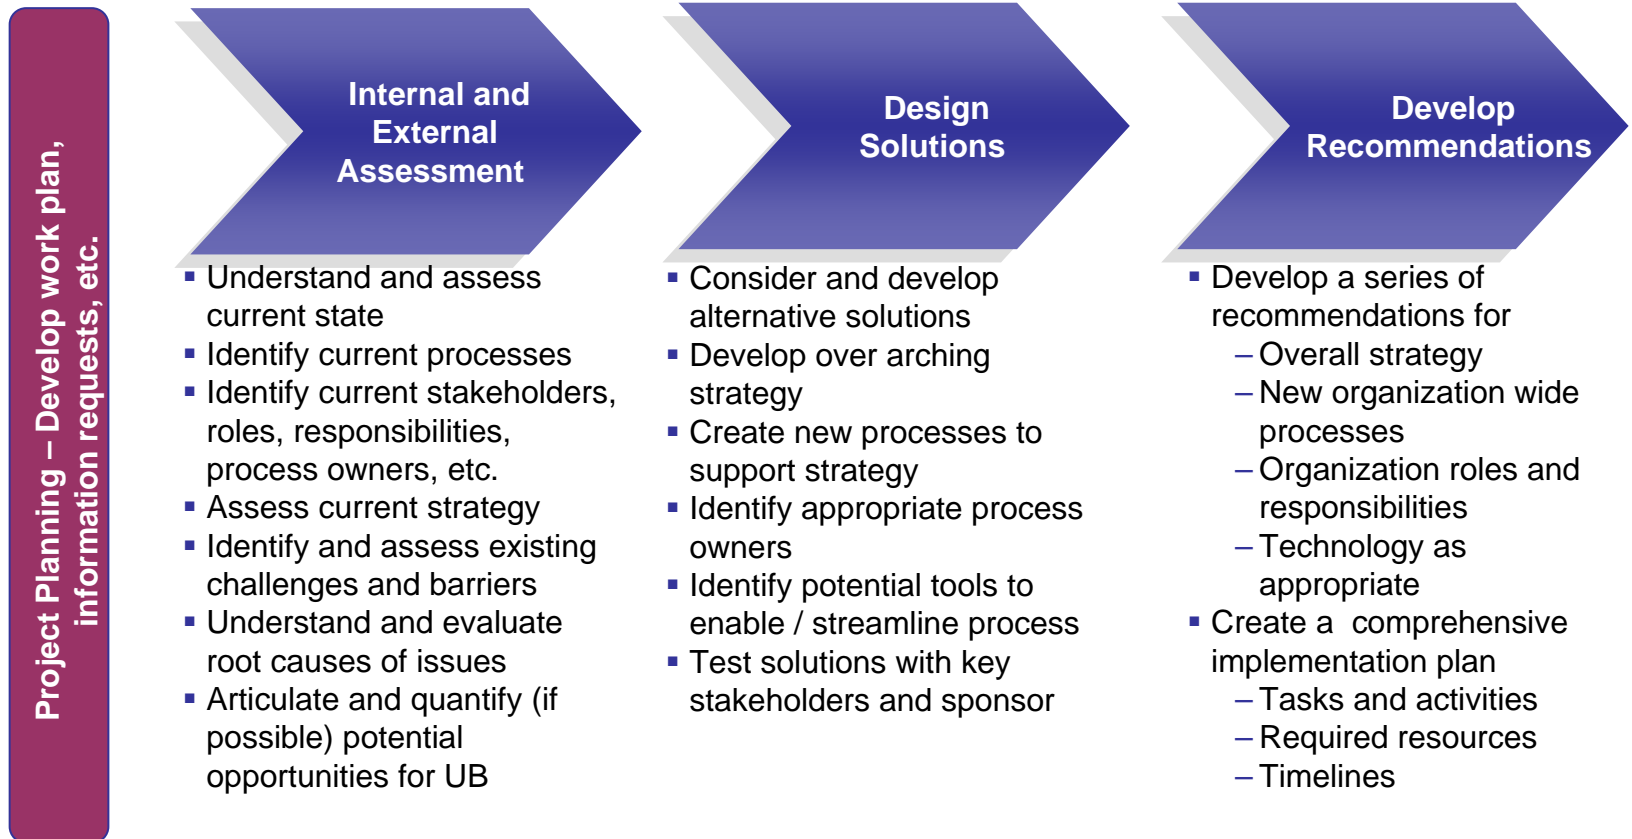 Project Planning – Develop work plan,
information requests, etc.
Internal and
External
Assessment
▪ Understand and assess
current state
▪ Identify current processes
▪ Identify current stakeholders,
roles, responsibilities,
process owners, etc.
▪ Assess current strategy
▪ Identify and assess existing
challenges and barriers
▪ Understand and evaluate
root causes of issues
▪ Articulate and quantify (if
possible) potential
opportunities for UB
Design
Solutions
▪ Consider and develop
alternative solutions
▪ Develop over arching
strategy
▪ Create new processes to
support strategy
▪ Identify appropriate process
owners
▪ Identify potential tools to
enable / streamline process
▪ Test solutions with key
stakeholders and sponsor
Develop
Recommendations
▪ Develop a series of
recommendations for
– Overall strategy
– New organization wide
processes
– Organization roles and
responsibilities
– Technology as
appropriate
▪ Create a  comprehensive
implementation plan
– Tasks and activities
– Required resources
– Timelines